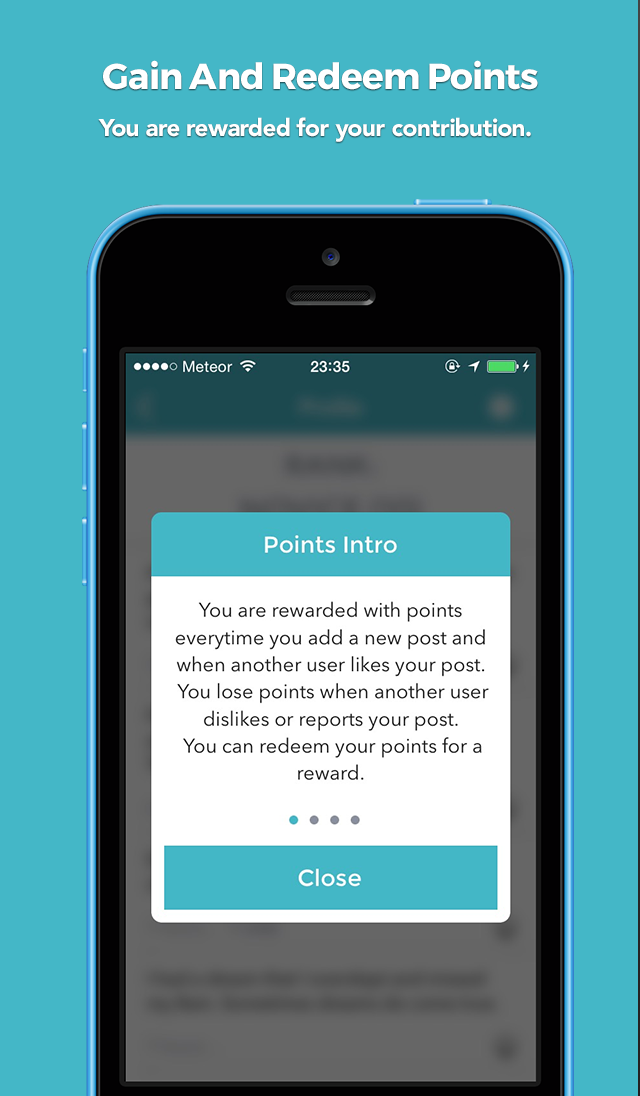 Gain And Redeem Points
You are rewarded for your contribution.
Meteor 23:35
Points Intro
You are rewarded with points
everytime you add a new post and
when another user likes your post.
You lose points when another user
dislikes or reports your post.
You can redeem your points for a
reward.
Close